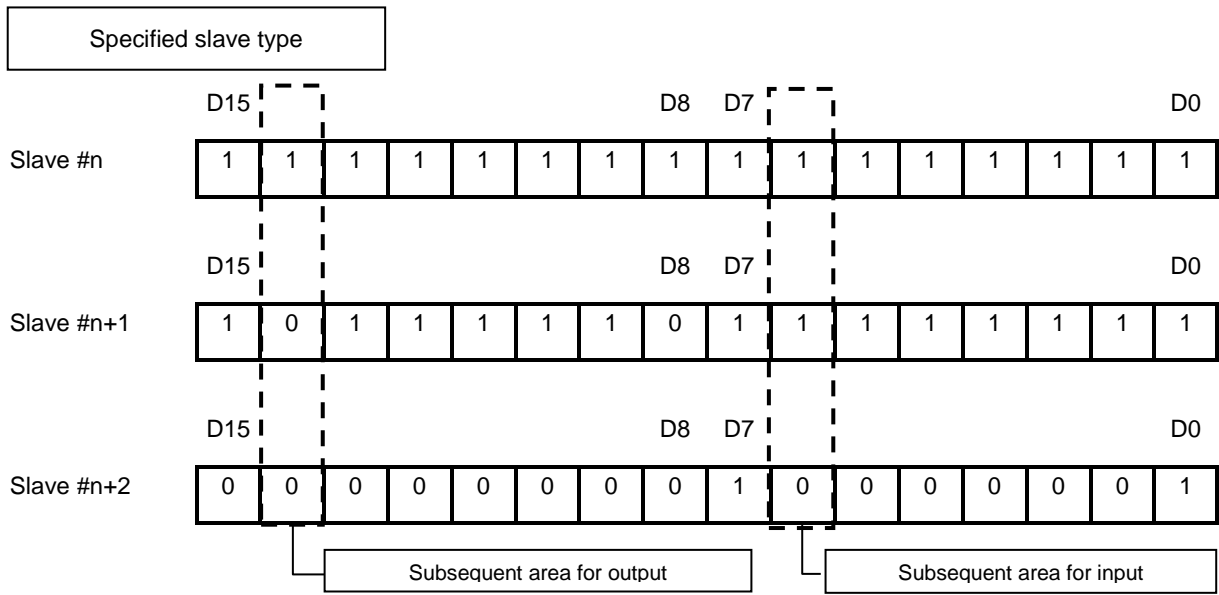 Specified slave type
D15 D8 D7 D0
Slave #n 1 1 1 1 1 1 1 1 1 1 1 1 1 1 1 1
D15 D8 D7 D0
Slave #n+1 1 0 1 1 1 1 1 0 1 1 1 1 1 1 1 1
D15 D8 D7 D0
Slave #n+2 0 0 0 0 0 0 0 0 1 0 0 0 0 0 0 1
Subsequent area for output Subsequent area for input